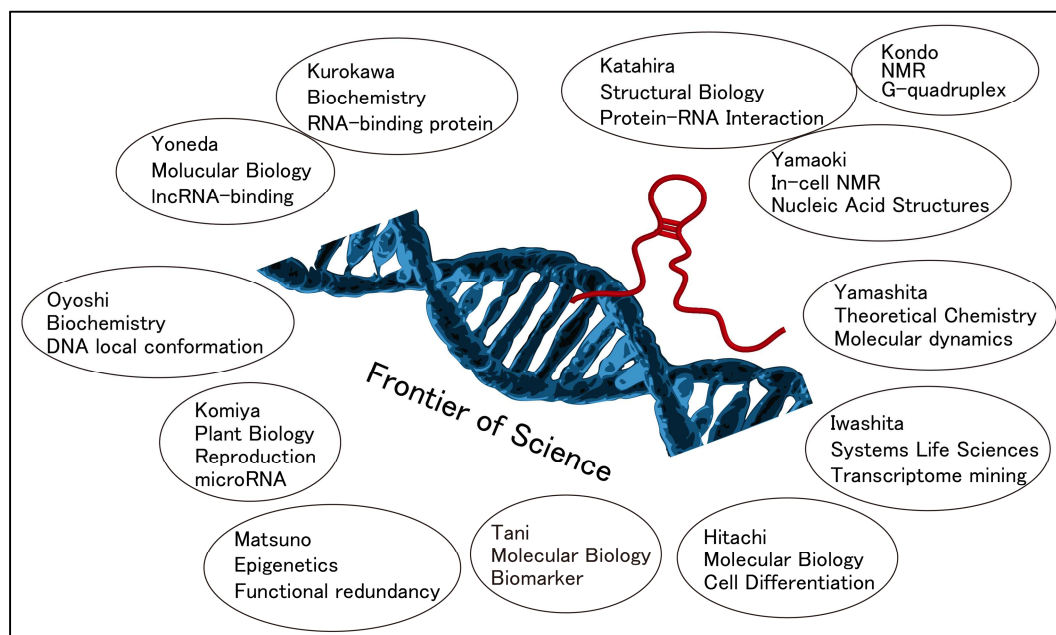 Kurokawa
Biochemistry
RNA-binding protein
Katahira
Structural Biology
Protein-RNA Interaction
Kondo
NMR
G-quadruplex
Yoneda
Molucular Biology
lncRNA-binding
Yamaoki
In-cell NMR
Nucleic Acid Structures
Oyoshi
Biochemistry
DNA local conformation
Yamashita
Theoretical Chemistry
Molecular dynamics
Frontier of Science
Komiya
Plant Biology
Reproduction
microRNA
Iwashita
Systems Life Sciences
Transcriptome mining
Matsuno
Epigenetics
Functional redundancy
Tani
Molecular Biology
Biomarker
Hitachi
Molecular Biology
Cell Differentiation